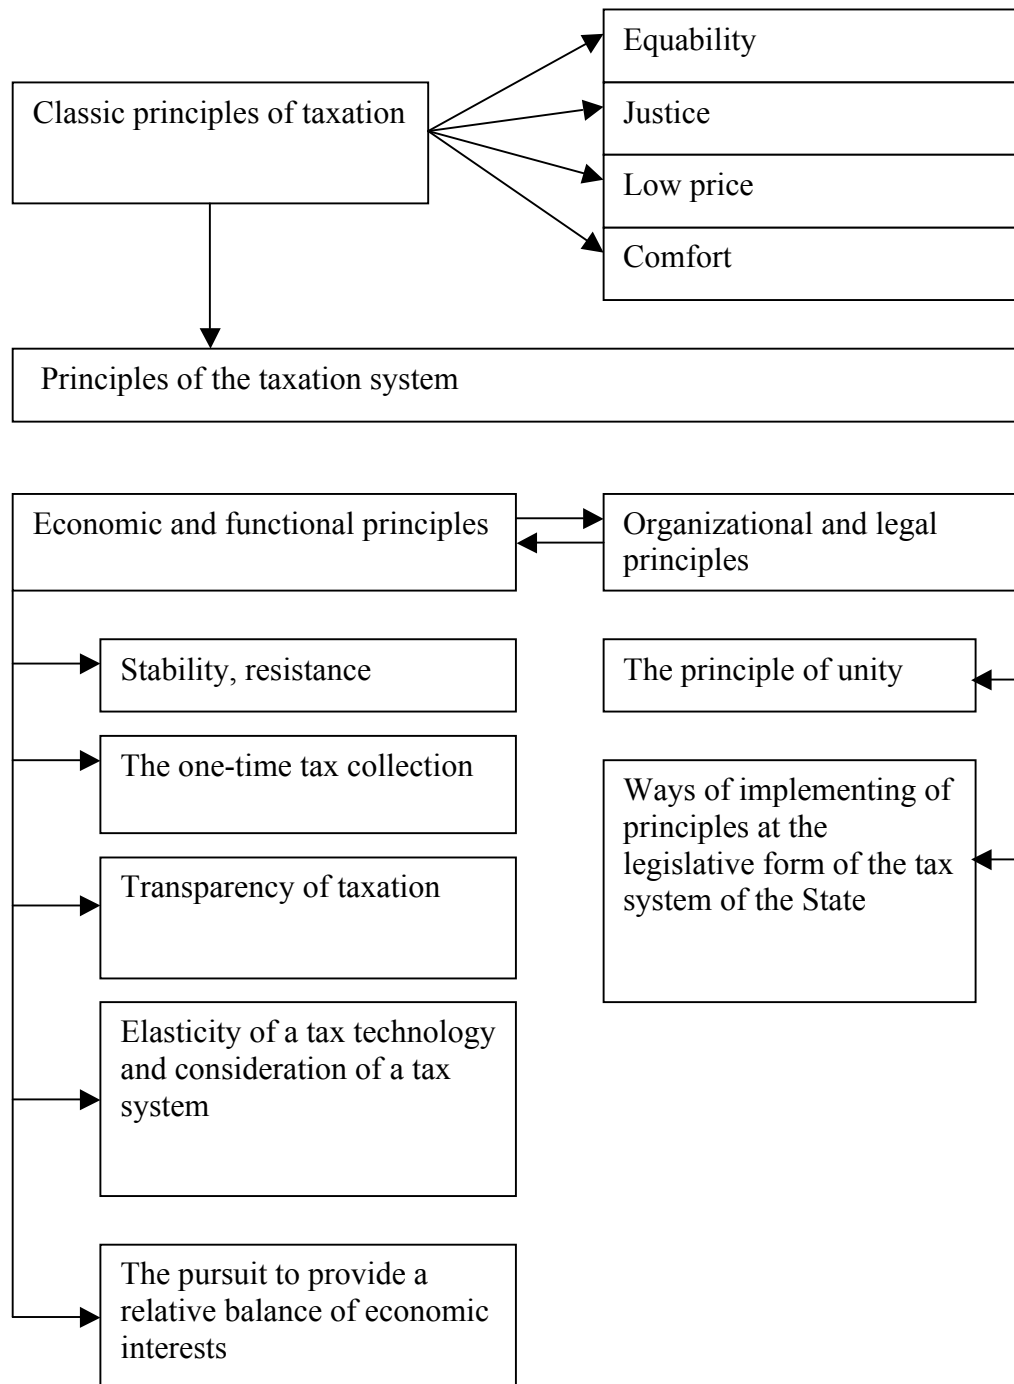 Equability
Classic principles of taxation
Justice
Low price
Comfort
Principles of the taxation system
Economic and functional principles
Organizational and legal
principles
Stability, resistance
The principle of unity
The one-time tax collection
Ways of implementing of
principles at the
legislative form of the tax
system of the State
Transparency of taxation
Elasticity of a tax technology
and consideration of a tax
system
The pursuit to provide a
relative balance of economic
interests